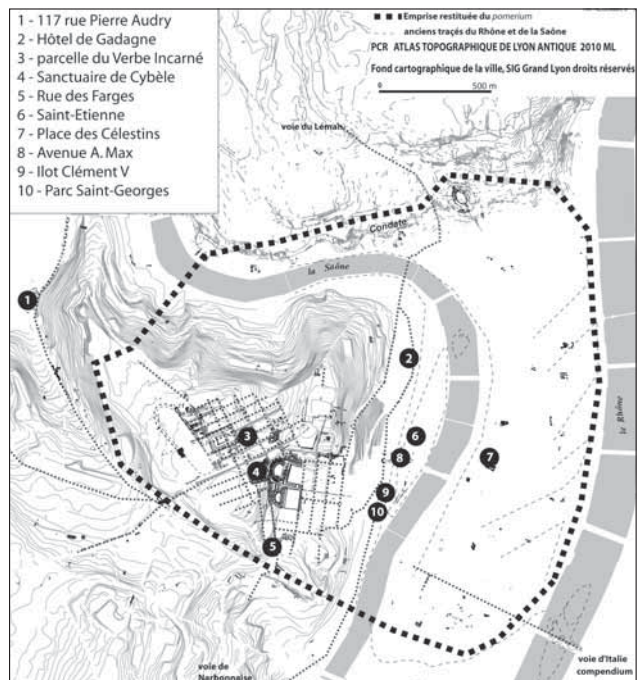 1 - 117 rue Pierre Audry
2 - Hôtel de Gadagne
3 - parcelle du Verbe Incarné
4 - Sanctuaire de Cybèle
5 - Rue des Farges
6 - Saint-Etienne
7 - Place des Célestins
8 - Avenue A. Max
9 - Ilot Clément V
10 - Parc Saint-Georges
Emprise restituée du pomerium
anciens tracés du Rhône et de la Saône
PCR ATLAS TOPOGRAPHIQUE DE LYON ANTIQUE 2010 ML
Fond cartographique de la ville, SIG Grand Lyon droits réservés
0 500 m
voie du Lémah
Condate
la Saône
1
2
3
6
8
7
4
9
10
5
le Rhône
voie de
Narbonnaise
voie d'Italie
compendium